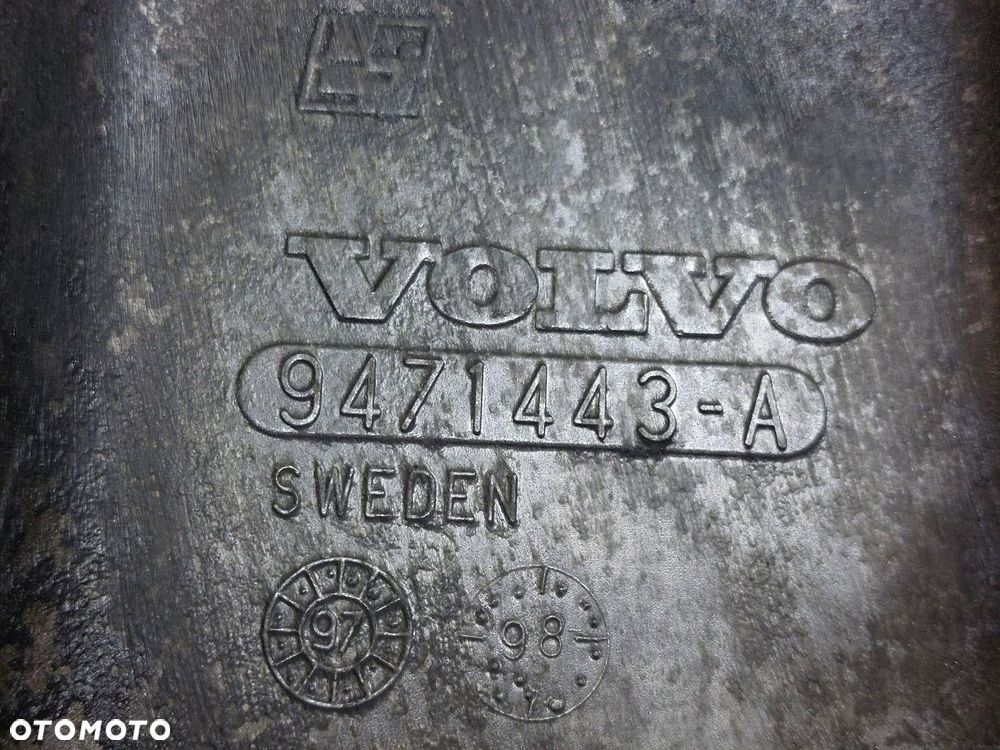 VOLVO
9471443-A
SWEDEN
97 98
OTOMOTO